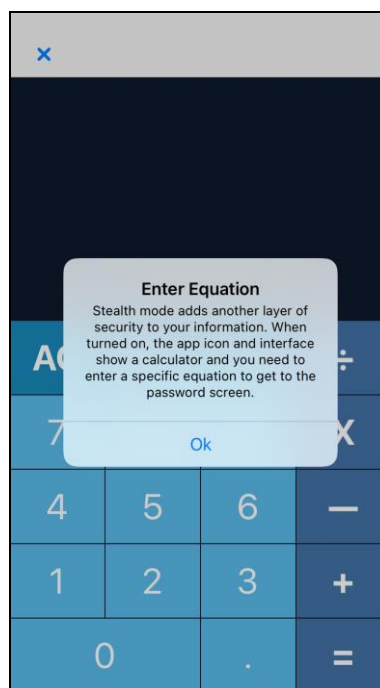 ×
Enter Equation
Stealth mode adds another layer of
security to your information. When
turned on, the app icon and interface
show a calculator and you need to
enter a specific equation to get to the
password screen.
Ok
÷
7
X
4 5 6 —
1 2 3 +
0 . =